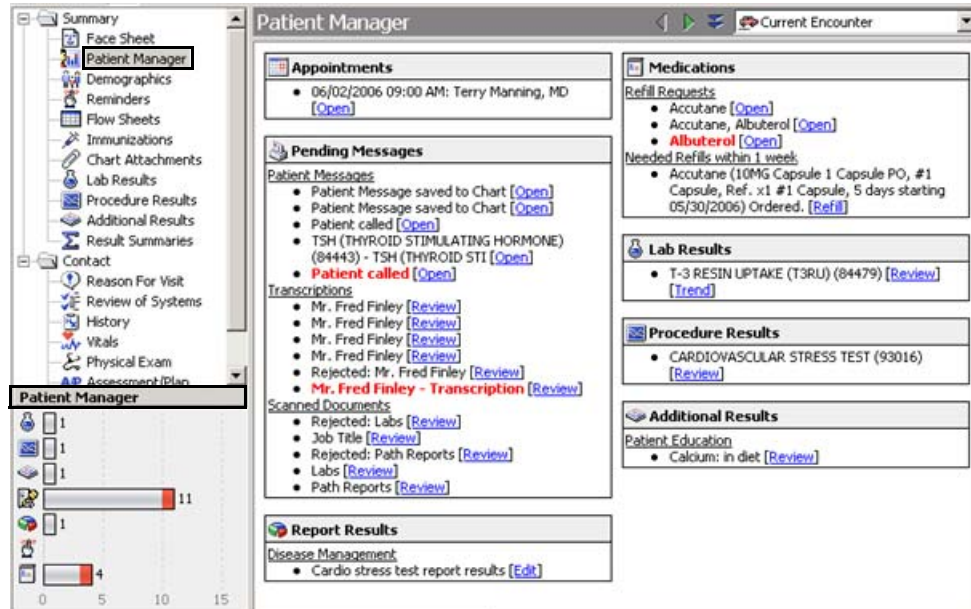 Summary
Face Sheet
Patient Manager
Demographics
Reminders
Flow Sheets
Immunizations
Chart Attachments
Lab Results
Procedure Results
Additional Results
Result Summaries
Contact
Reason For Visit
Review of Systems
History
Vitals
Physical Exam
A/P Assessment/Plan
Patient Manager
1
1
1
11
1
4
0 5 10 15
Patient Manager
Current Encounter
Appointments
06/02/2006 09:00 AM: Terry Manning, MD
[Open]
Pending Messages
Patient Messages
Patient Message saved to Chart [Open]
Patient Message saved to Chart [Open]
Patient called [Open]
TSH (THYROID STIMULATING HORMONE)
(84443) - TSH (THYROID STI [Open]
Patient called [Open]
Transcriptions
Mr. Fred Finley [Review]
Mr. Fred Finley [Review]
Mr. Fred Finley [Review]
Mr. Fred Finley [Review]
Rejected: Mr. Fred Finley [Review]
Mr. Fred Finley - Transcription [Review]
Scanned Documents
Rejected: Labs [Review]
Job Title [Review]
Rejected: Path Reports [Review]
Labs [Review]
Path Reports [Review]
Report Results
Disease Management
Cardio stress test report results [Edit]
Medications
Refill Requests
Accutane [Open]
Accutane, Albuterol [Open]
Albuterol [Open]
Needed Refills within 1 week
Accutane (10MG Capsule 1 Capsule PO, #1
Capsule, Ref. x1 #1 Capsule, 5 days starting
05/30/2006) Ordered. [Refill]
Lab Results
T-3 RESIN UPTAKE (T3RU) (84479) [Review]
[Trend]
Procedure Results
CARDIOVASCULAR STRESS TEST (93016)
[Review]
Additional Results
Patient Education
Calcium: in diet [Review]